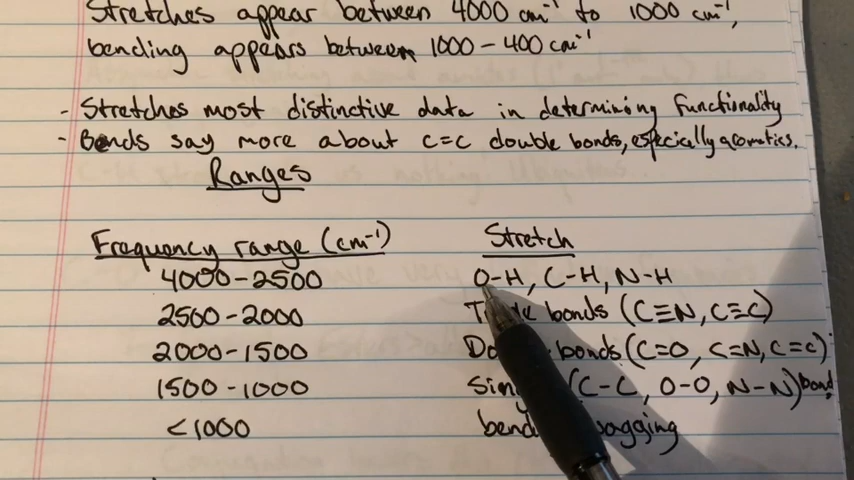 Stretches appear between 4000 cm⁻¹ to 1000 cm⁻¹,
bending appears between 1000 - 400 cm⁻¹
- Stretches most distinctive data in determining functionality
- Bends say more about C=C double bonds, especially aromatics.
Ranges
Frequency range (cm⁻¹) Stretch
4000-2500 O-H, C-H, N-H
2500-2000 bonds (C≡N, C≡C)
2000-1500 bonds (C=O, C=N, C=C)
1500-1000 (C-C, O-O, N-N) bond
<1000 wagging